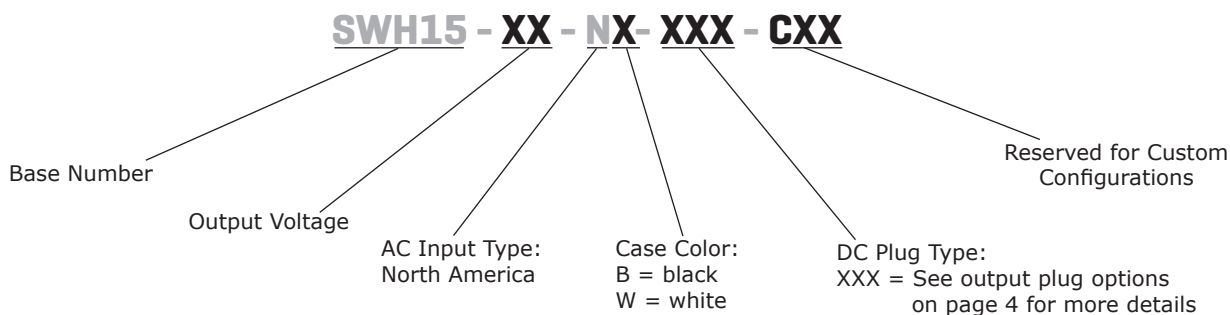 SWH15 - XX - NX- XXX - CXX
Base Number
Output Voltage
AC Input Type:
North America
Case Color:
B = black
W = white
DC Plug Type:
XXX = See output plug options
on page 4 for more details
Reserved for Custom
Configurations